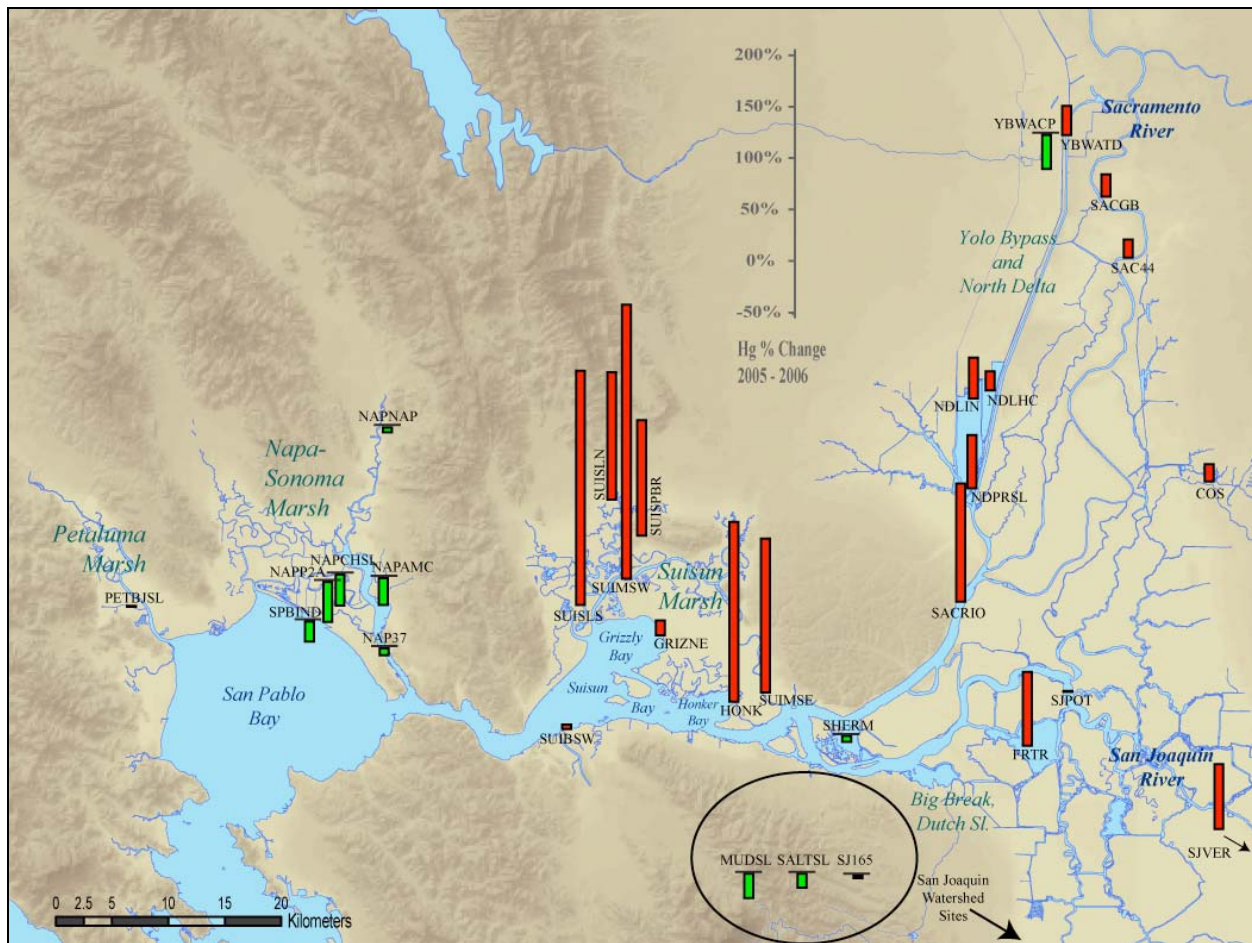 200%
150%
100%
50%
0%
-50%
Hg % Change
2005 - 2006
Sacramento
River
YBWACP
YBWATD
SACGB
SAC44
Yolo Bypass
and
North Delta
NDLIN
NDLHC
NDPRSL
COS
SACRIO
NAPNAP
Napa-
Sonoma
Marsh
Petaluma
Marsh
PETBJSL
NAPCHSL
NAPP2A
NAPAMC
SPBIND
NAP37
San Pablo
Bay
SUISLN
SUISPBR
SUIMSW
SUISLS
Suisun
Marsh
GRIZNE
Grizzly
Bay
Suisun
Bay
Honker
Bay
HONK
SUIMSE
SUIBSW
SHERM
SJPOT
FRTR
San Joaquin
River
SJVER
Big Break,
Dutch Sl.
MUDSL SALTSL SJ165
San Joaquin
Watershed
Sites
0 2.5 5 10 15 20
Kilometers